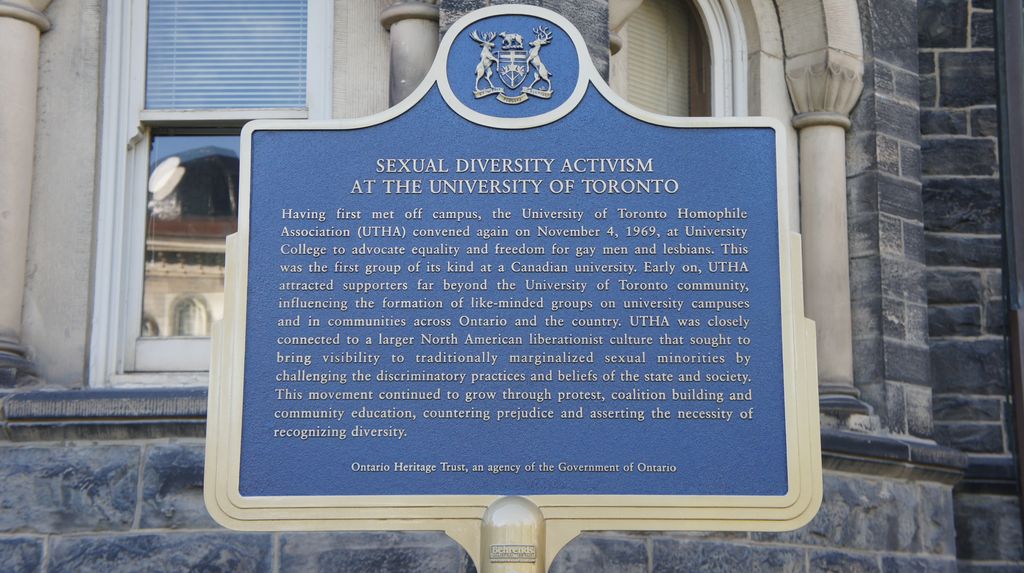 SEXUAL DIVERSITY ACTIVISM
AT THE UNIVERSITY OF TORONTO
Having first met off campus, the University of Toronto Homophile
Association (UTHA) convened again on November 4, 1969, at University
College to advocate equality and freedom for gay men and lesbians. This
was the first group of its kind at a Canadian university. Early on, UTHA
attracted supporters far beyond the University of Toronto community,
influencing the formation of like-minded groups on university campuses
and in communities across Ontario and the country. UTHA was closely
connected to a larger North American liberationist culture that sought to
bring visibility to traditionally marginalized sexual minorities by
challenging the discriminatory practices and beliefs of the state and society.
This movement continued to grow through protest, coalition building and
community education, countering prejudice and asserting the necessity of
recognizing diversity.
Ontario Heritage Trust, an agency of the Government of Ontario
Behrends